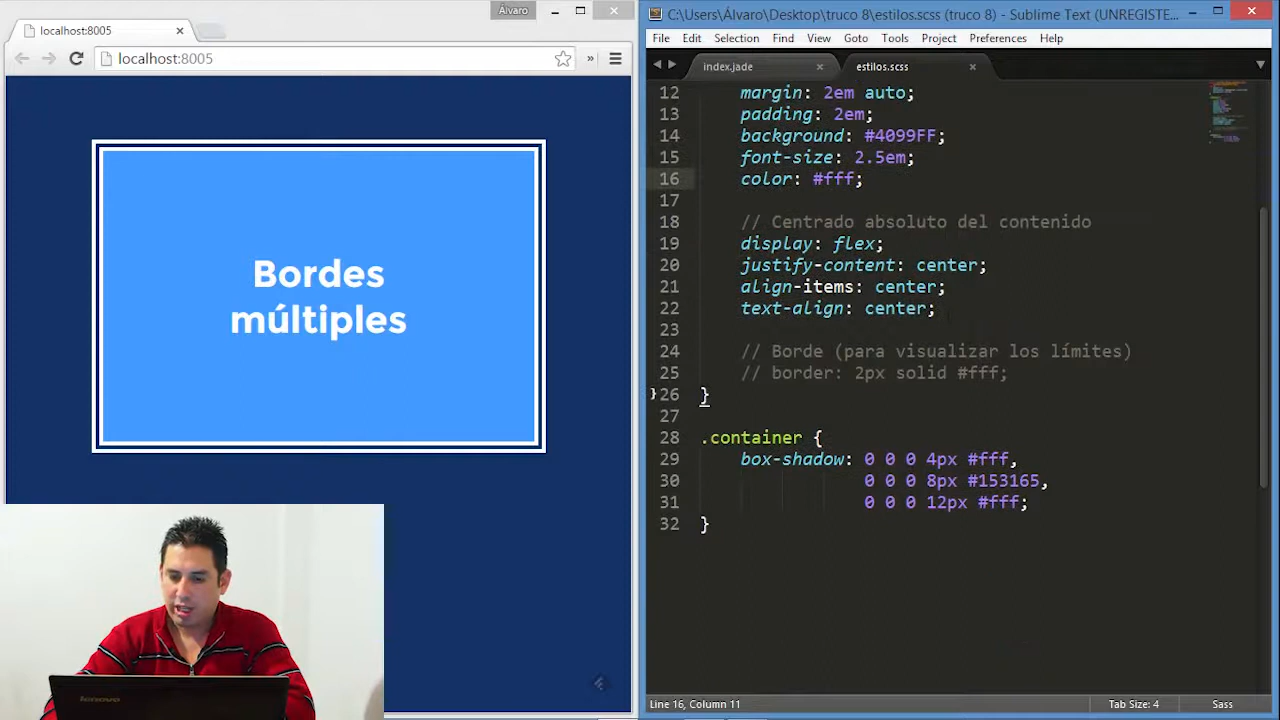 Álvaro
localhost:8005
localhost:8005
Bordes
múltiples
C:\Users\Álvaro\Desktop\truco 8\estilos.scss (truco 8) - Sublime Text (UNREGISTE...
File Edit Selection Find View Goto Tools Project Preferences Help
index.jade estilos.scss
12 margin: 2em auto;
13 padding: 2em;
14 background: #4099FF;
15 font-size: 2.5em;
16 color: #fff;
17
18 // Centrado absoluto del contenido
19 display: flex;
20 justify-content: center;
21 align-items: center;
22 text-align: center;
23
24 // Borde (para visualizar los límites)
25 // border: 2px solid #fff;
26 }
27
28 .container {
29 box-shadow: 0 0 0 4px #fff,
30 0 0 0 8px #153165,
31 0 0 0 12px #fff;
32 }
Line 16, Column 11 Tab Size: 4 Sass